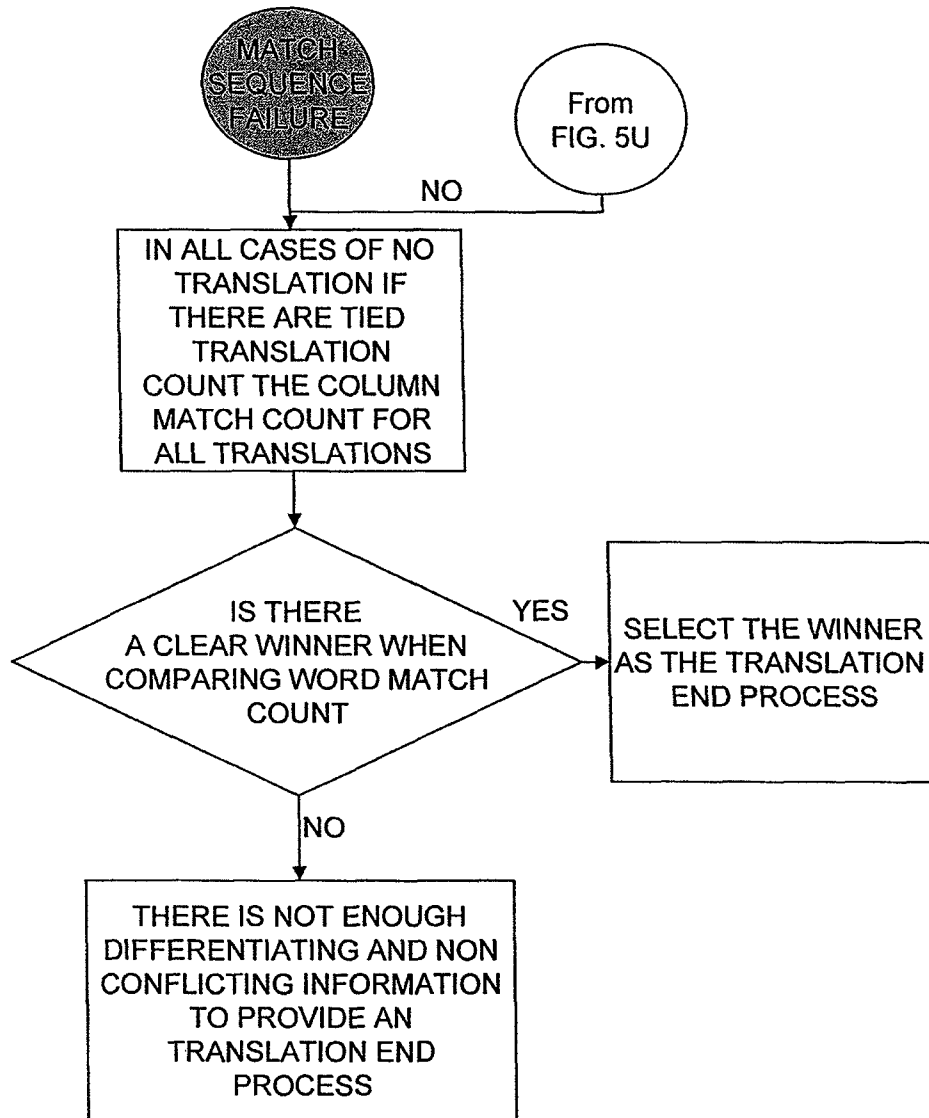 MATCH
SEQUENCE
FAILURE
From
FIG. 5U
NO
IN ALL CASES OF NO
TRANSLATION IF
THERE ARE TIED
TRANSLATION
COUNT THE COLUMN
MATCH COUNT FOR
ALL TRANSLATIONS
IS THERE
A CLEAR WINNER WHEN
COMPARING WORD MATCH
COUNT
YES
SELECT THE WINNER
AS THE TRANSLATION
END PROCESS
NO
THERE IS NOT ENOUGH
DIFFERENTIATING AND NON
CONFLICTING INFORMATION
TO PROVIDE AN
TRANSLATION END
PROCESS